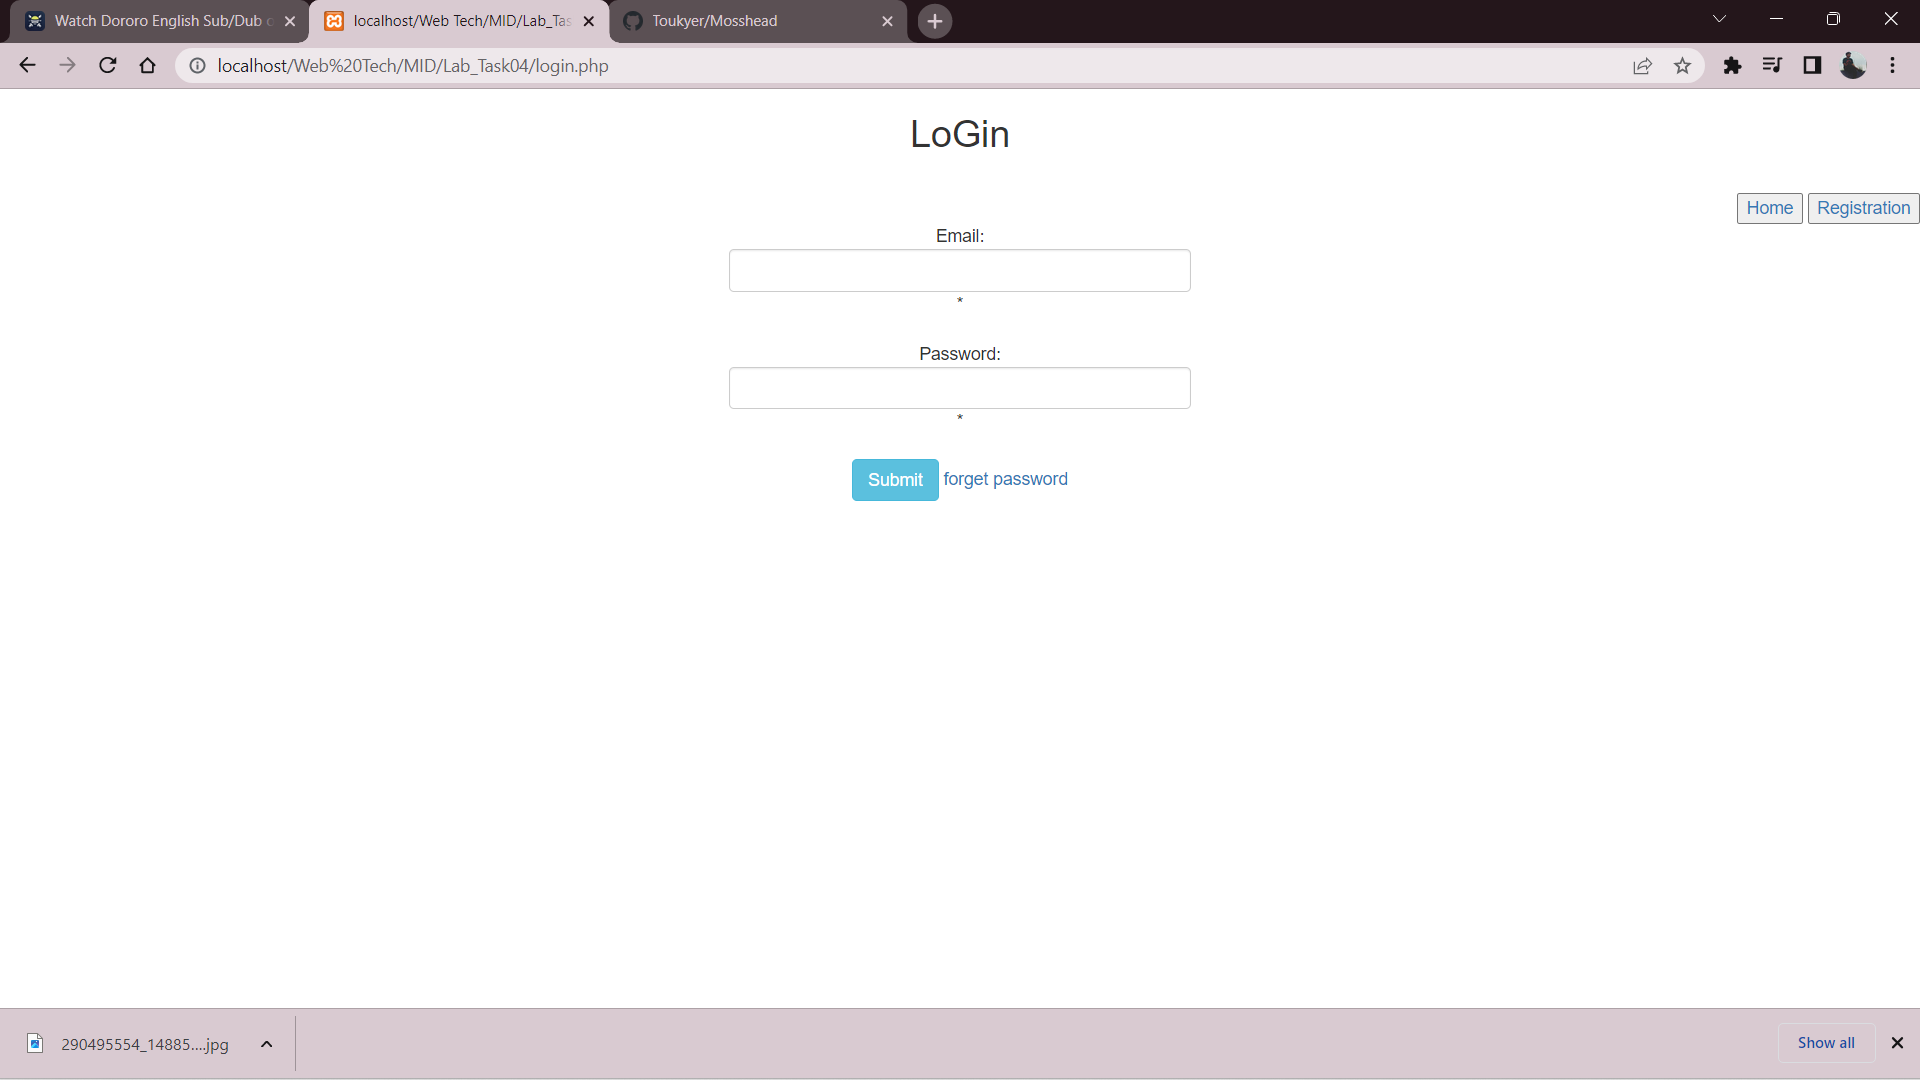 Watch Dororo English Sub/Dub
localhost/Web Tech/MID/Lab_Tas
Toukyer/Mosshead
localhost/Web%20Tech/MID/Lab_Task04/login.php
LoGin
Home
Registration
Email:
*
Password:
*
Submit forget password
290495554_14885....jpg
Show all